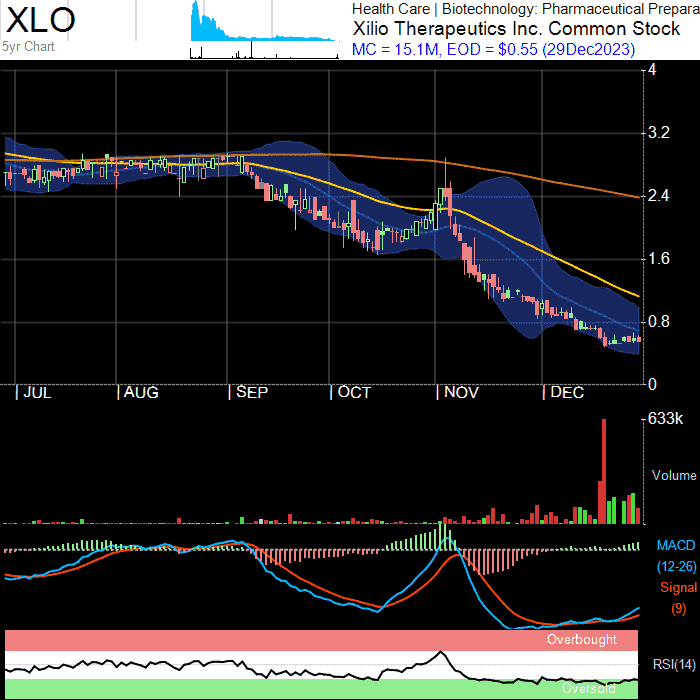 XLO
5yr Chart
Health Care | Biotechnology: Pharmaceutical Prepara
Xilio Therapeutics Inc. Common Stock
MC = 15.1M, EOD = $0.55 (29Dec2023)
4
3.2
2.4
1.6
0.8
0
JUL
AUG
SEP
OCT
NOV
DEC
633k
Volume
MACD
(12-26)
Signal
(9)
Overbought
RSI(14)
Oversold